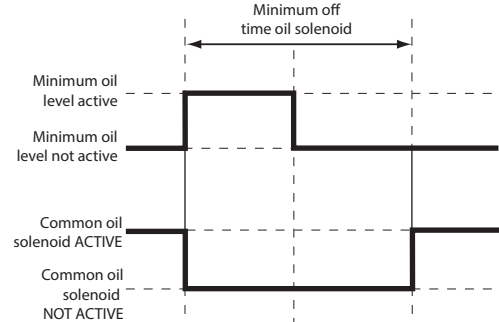 Minimum off
time oil solenoid
Minimum oil
level active
Minimum oil
level not active
Common oil
solenoid ACTIVE
Common oil
solenoid
NOT ACTIVE